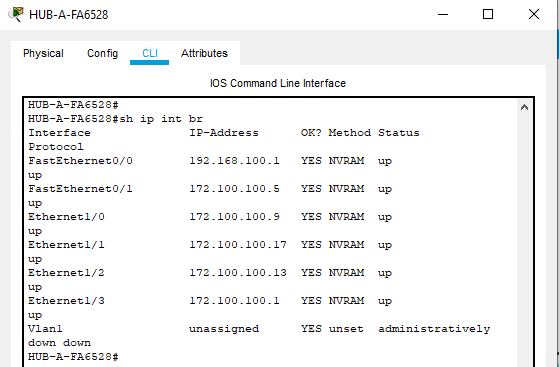 HUB-A-FA6528
Physical Config CLI Attributes
IOS Command Line Interface
HUB-A-FA6528#
HUB-A-FA6528#sh ip int br
Interface IP-Address OK? Method Status
Protocol
FastEthernet0/0 192.168.100.1 YES NVRAM up
up
FastEthernet0/1 172.100.100.5 YES NVRAM up
up
Ethernet1/0 172.100.100.9 YES NVRAM up
up
Ethernet1/1 172.100.100.17 YES NVRAM up
up
Ethernet1/2 172.100.100.13 YES NVRAM up
up
Ethernet1/3 172.100.100.1 YES NVRAM up
up
Vlan1 unassigned YES unset administratively
down down
HUB-A-FA6528#